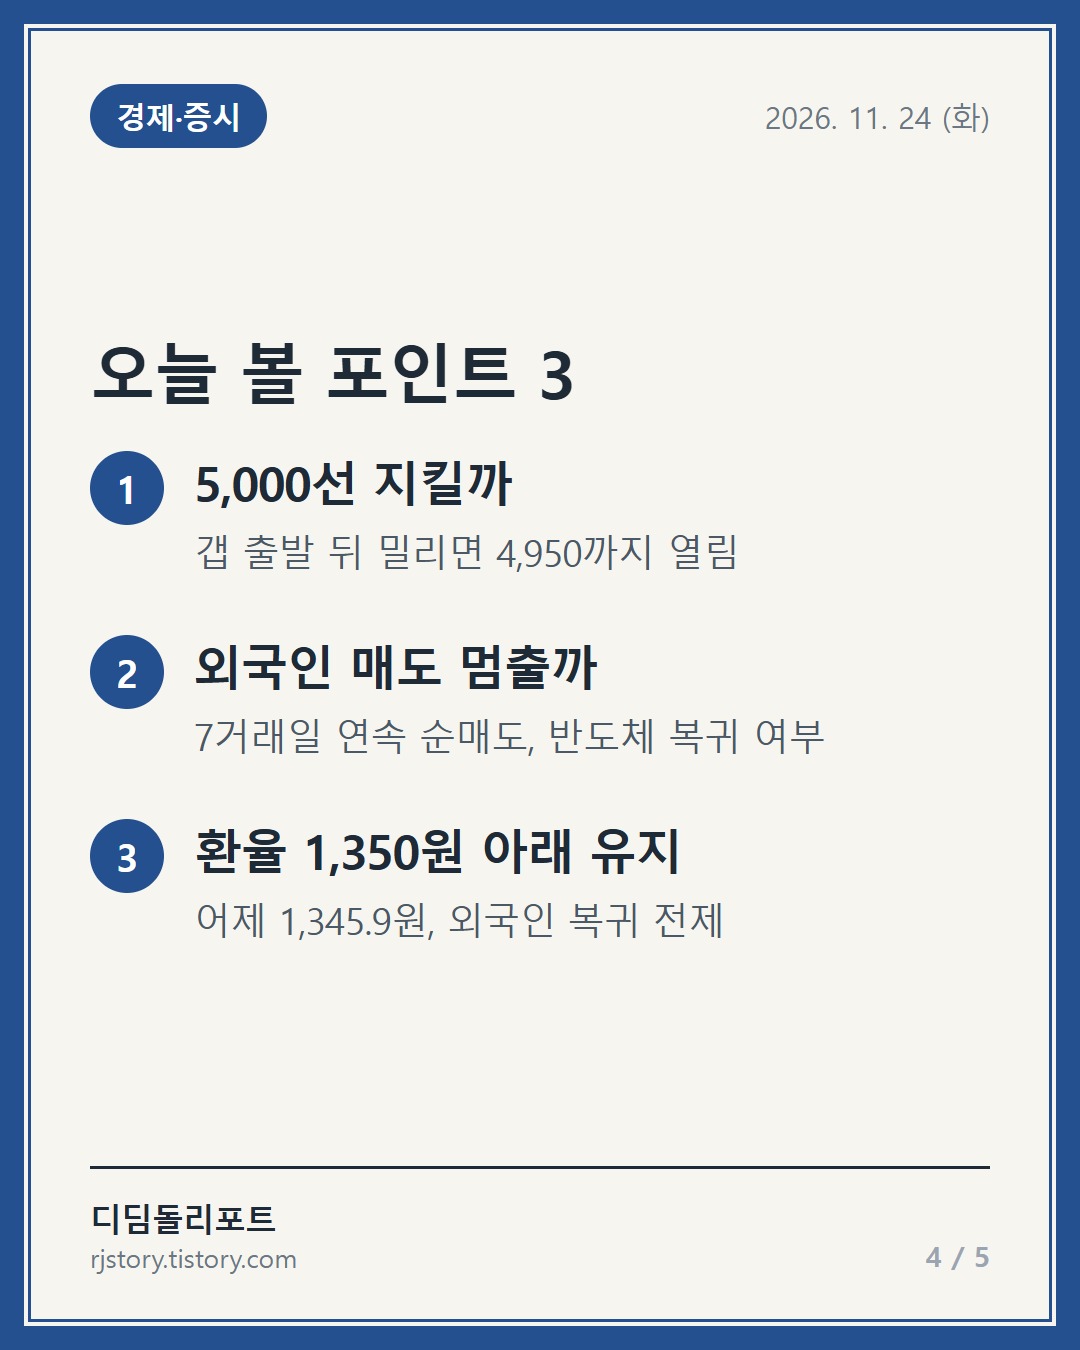 경제·증시
2026. 11. 24 (화)
오늘 볼 포인트 3
1
5,000선 지킬까
갭 출발 뒤 밀리면 4,950까지 열림
2
외국인 매도 멈출까
7거래일 연속 순매도, 반도체 복귀 여부
3
환율 1,350원 아래 유지
어제 1,345.9원, 외국인 복귀 전제
디딤돌리포트
rjstory.tistory.com
4 / 5